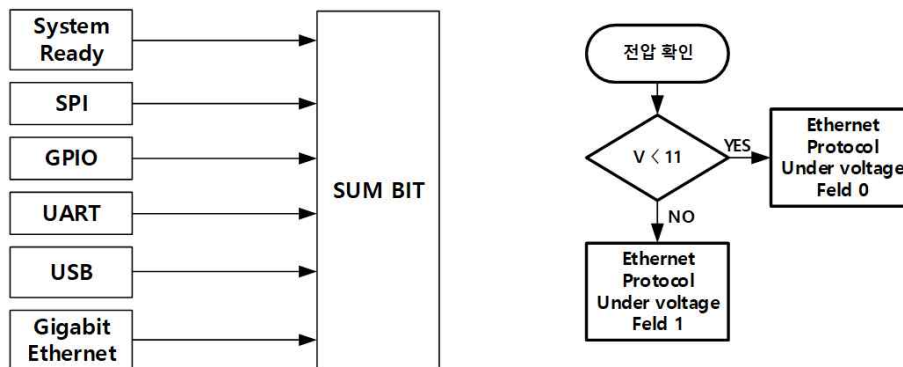 System
Ready
SPI
GPIO
UART
USB
Gigabit
Ethernet
SUM BIT
전압 확인
V < 11
YES
NO
Ethernet
Protocol
Under voltage
Feld 0
Ethernet
Protocol
Under voltage
Feld 1